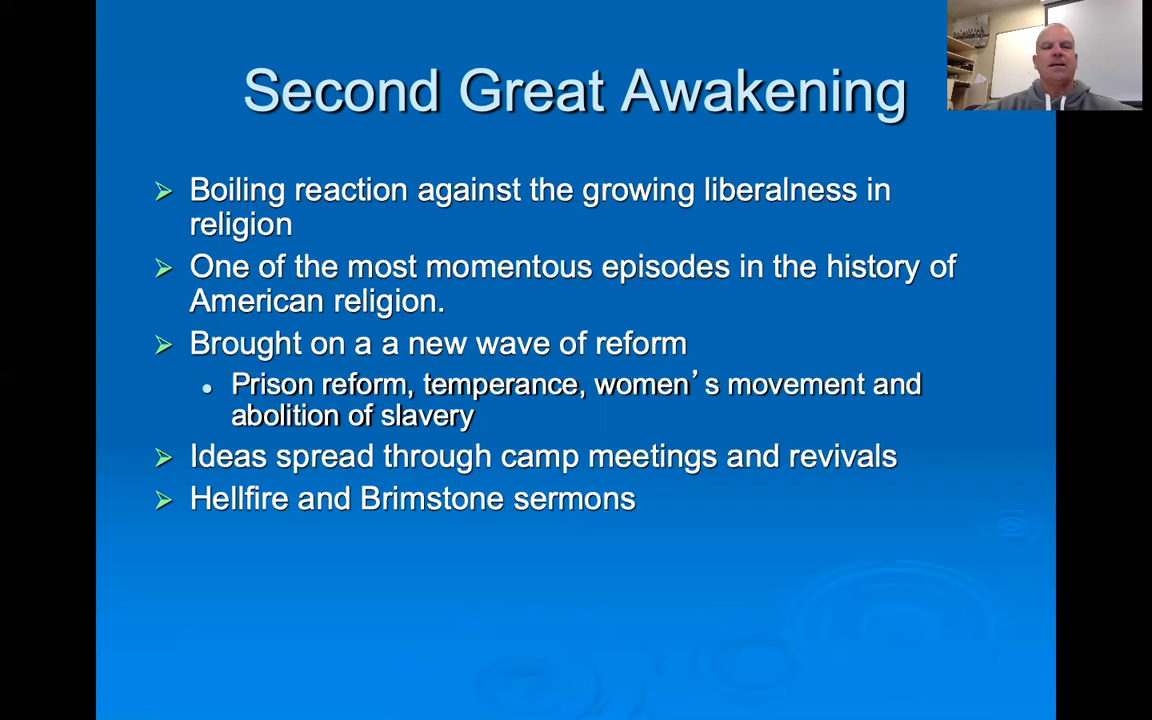 Second Great Awakening
Boiling reaction against the growing liberalness in
religion
One of the most momentous episodes in the history of
American religion.
Brought on a a new wave of reform
Prison reform, temperance, women’s movement and
abolition of slavery
Ideas spread through camp meetings and revivals
Hellfire and Brimstone sermons